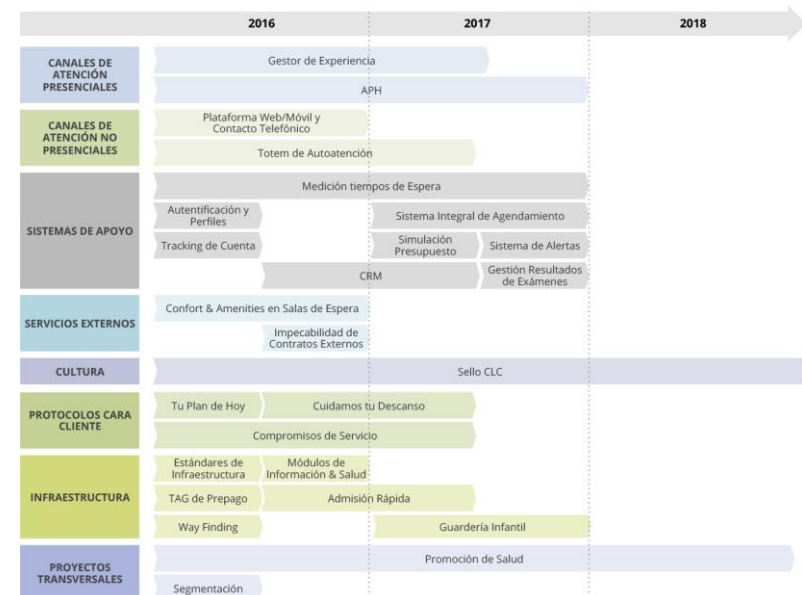 2016 2017 2018
CANALES DE
ATENCIÓN
PRESENCIALES
Gestor de Experiencia
APH
CANALES DE
ATENCIÓN NO
PRESENCIALES
Plataforma Web/Móvil y
Contacto Telefónico
Totem de Autoatención
SISTEMAS DE APOYO
Medición tiempos de Espera
Autentificación y
Perfiles
Sistema Integral de Agendamiento
Tracking de Cuenta
Simulación
Presupuesto
Sistema de Alertas
CRM
Gestión Resultados
de Exámenes
SERVICIOS EXTERNOS
Confort & Amenities en Salas de Espera
Impecabilidad de
Contratos Externos
CULTURA
Sello CLC
PROTOCOLOS CARA
CLIENTE
Tu Plan de Hoy
Cuidamos tu Descanso
Compromisos de Servicio
INFRAESTRUCTURA
Estándares de
Infraestructura
Módulos de
Información & Salud
TAG de Prepago
Admisión Rápida
Way Finding
Guardería Infantil
PROYECTOS
TRANSVERSALES
Promoción de Salud
Segmentación